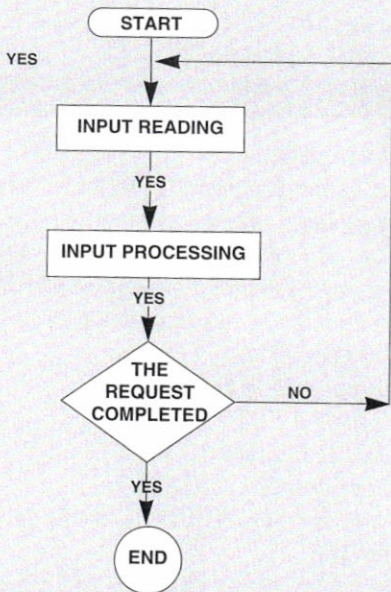 START
YES
INPUT READING
YES
INPUT PROCESSING
YES
THE
REQUEST
COMPLETED
NO
YES
END